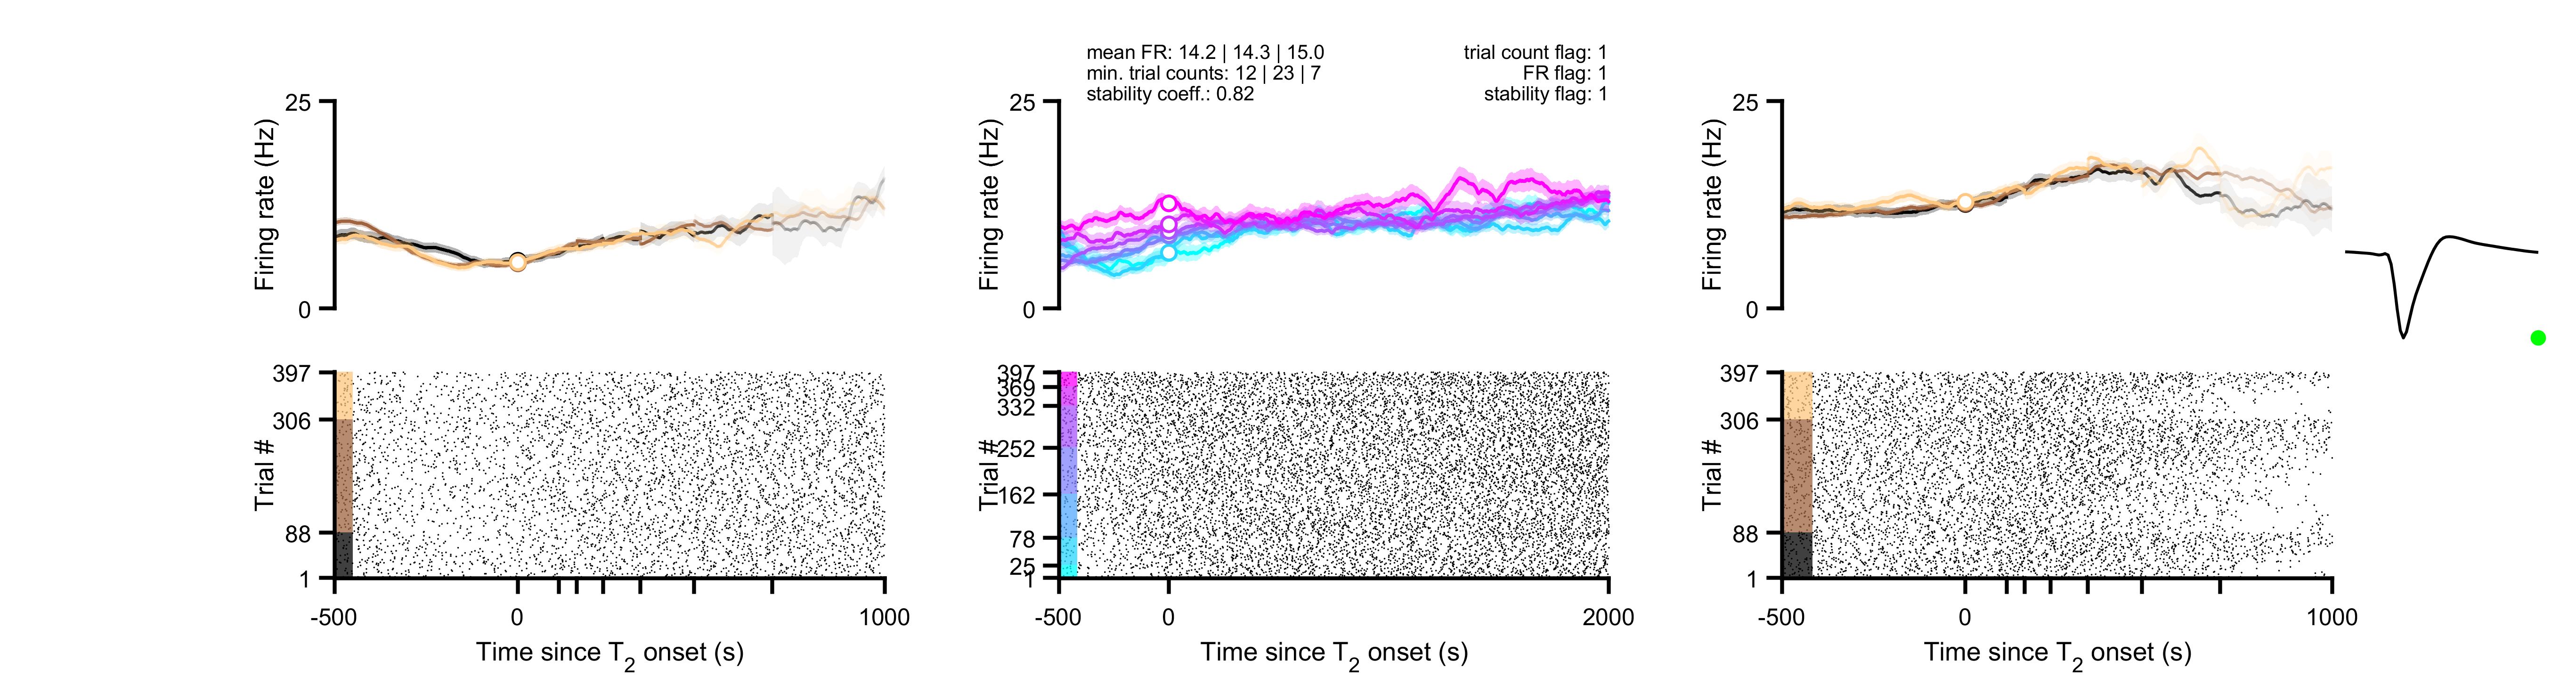 mean FR: 14.2 | 14.3 | 15.0
min. trial counts: 12 | 23 | 7
stability coeff.: 0.82
trial count flag: 1
FR flag: 1
stability flag: 1
25
Firing rate (Hz)
0
25
Firing rate (Hz)
0
25
Firing rate (Hz)
0
397
306
Trial #
88
1
-500
0
1000
Time since T2 onset (s)
397
369
332
252
Trial #
162
78
25
1
-500
0
2000
Time since T2 onset (s)
397
306
Trial #
88
1
-500
0
1000
Time since T2 onset (s)